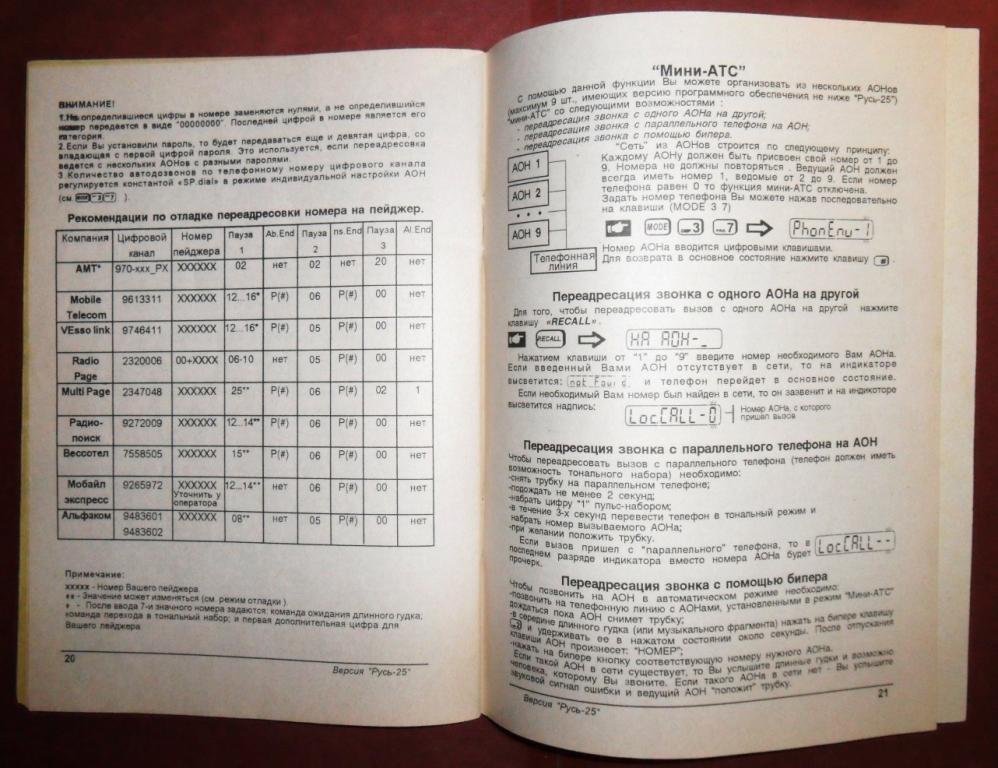 ВНИМАНИЕ!
1.Не определившиеся цифры в номере заменяются нулями, а не определившийся
номер передается в виде "00000000". Последней цифрой в номере является его
категория.
2.Если Вы установили пароль, то будет передаваться еще и девятая цифра, со
впадающая с первой цифрой пароля. Это используется, если переадресовка
ведется с нескольких АОНов с разными паролями.
3.Количество автодозвонов по телефонному номеру цифрового канала
регулируется константой «SP.dial» в режиме индивидуальной настройки АОН
(см. MODE 3 7 ).
Рекомендации по отладке переадресовки номера на пейджер.
Компания Цифровой канал Номер пейджера Пауза 1 Ab.End Пауза 2 ns.End Пауза 3 Al.End
АМТ* 970-xxx_PX XXXXXX 02 нет 02 нет 20 нет
Mobile Telecom 9613311 XXXXXX 12...16* P(#) 06 P(#) 00 нет
VEsso link 9746411 XXXXXX 12...16* P(#) 05 P(#) 00 нет
Radio Page 2320006 00+XXXX 06-10 нет 05 P(#) 00 нет
Multi Page 2347048 XXXXXX 25** P(#) 06 P(#) 02 1
Радио-поиск 9272009 XXXXXX 12...14** P(#) 06 P(#) 00 нет
Вессотел 7558505 XXXXXX 15** P(#) 06 P(#) 00 нет
Мобайл экспресс 9265972 XXXXXX Уточнить у оператора 12...14** нет 06 P(#) 00 нет
Альфаком 9483601 9483602 XXXXXX 08** нет 05 P(#) 00 нет
Примечание:
xxxxx - Номер Вашего пейджера.
** - Значение может изменяться (см. режим отладки ).
* - После ввода 7-и значного номера задаются: команда ожидания длинного гудка;
команда перехода в тональный набор; и первая дополнительная цифра для
Вашего пейджера
20
Версия "Русь-25"
"Мини-АТС"
С помощью данной функции Вы можете организовать из нескольких АОНов
(максимум 9 шт., имеющих версию программного обеспечения не ниже "Русь-25")
"мини-АТС" со следующими возможностями :
- переадресация звонка с одного АОНа на другой;
- переадресация звонка с параллельного телефона на АОН;
- переадресация звонка с помощью бипера.
АОН 1
АОН 2
• • •
АОН 9
Телефонная
линия
"Сеть" из АОНов строится по следующему принципу:
Каждому АОНу должен быть присвоен свой номер от 1 до
9. Номера не должны повторяться . Ведущий АОН должен
всегда иметь номер 1, ведомые от 2 до 9. Если номер
телефона равен 0 то функция мини-АТС отключена.
Задать номер телефона Вы можете нажав последовательно
на клавиши (MODE 3 7)
MODE 3 7 PhonEnu-1
Номер АОНа вводится цифровыми клавишами.
Для возврата в основное состояние нажмите клавишу # .
Переадресация звонка с одного АОНа на другой
Для того, чтобы переадресовать вызов с одного АОНа на другой нажмите
клавишу «RECALL» .
RECALL НА АОН-_
Нажатием клавиши от "1" до "9" введите номер необходимого Вам АОНа.
Если введенный Вами АОН отсутствует в сети, то на индикаторе
высветится: not Found и телефон перейдет в основное состояние.
Если необходимый Вам номер был найден в сети, то он зазвонит и на индикоторе
высветится надпись: Loc.CALL-0 Номер АОНа, с которого
пришел вызов
Переадресация звонка с параллельного телефона на АОН
Чтобы переадресовать вызов с параллельного телефона (телефон должен иметь
возможность тонального набора) необходимо:
-снять трубку на параллельном телефоне;
-подождать не менее 2 секунд;
-набрать цифру "1" пульс-набором;
-в течение 3-х секунд перевести телефон в тональный режим и
набрать номер вызываемого АОНа;
-при желании положить трубку.
Если вызов пришел с "параллельного" телефона, то в
последнем разряде индикатора вместо номера АОНа будет
прочерк.
Loc.CALL--
Переадресация звонка с помощью бипера
Чтобы позвонить на АОН в автоматическом режиме необходимо:
-позвонить на телефонную линию с АОНами, установленными в режим "Мини-АТС"
дождаться пока АОН снимет трубку;
-в середине длинного гудка (или музыкального фрагмента) нажать на бипере клавишу
и удерживать ее в нажатом состоянии около секунды. После отпускания
клавиши АОН произнесет: "НОМЕР";
-нажать на бипере кнопку соответствующую номеру нужного АОНа.
Если такой АОН в сети существует, то Вы услышите длинные гудки и возможно
человека, которому Вы звоните. Если такого АОНа в сети нет - Вы услышите
звуковой сигнал ошибки и ведущий АОН "положит" трубку.
Версия "Русь-25"
21